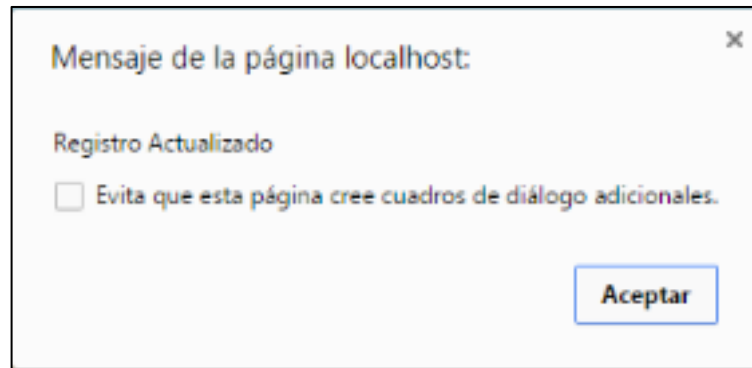 Mensaje de la página localhost:
Registro Actualizado
Evita que esta página cree cuadros de diálogo adicionales.
Aceptar